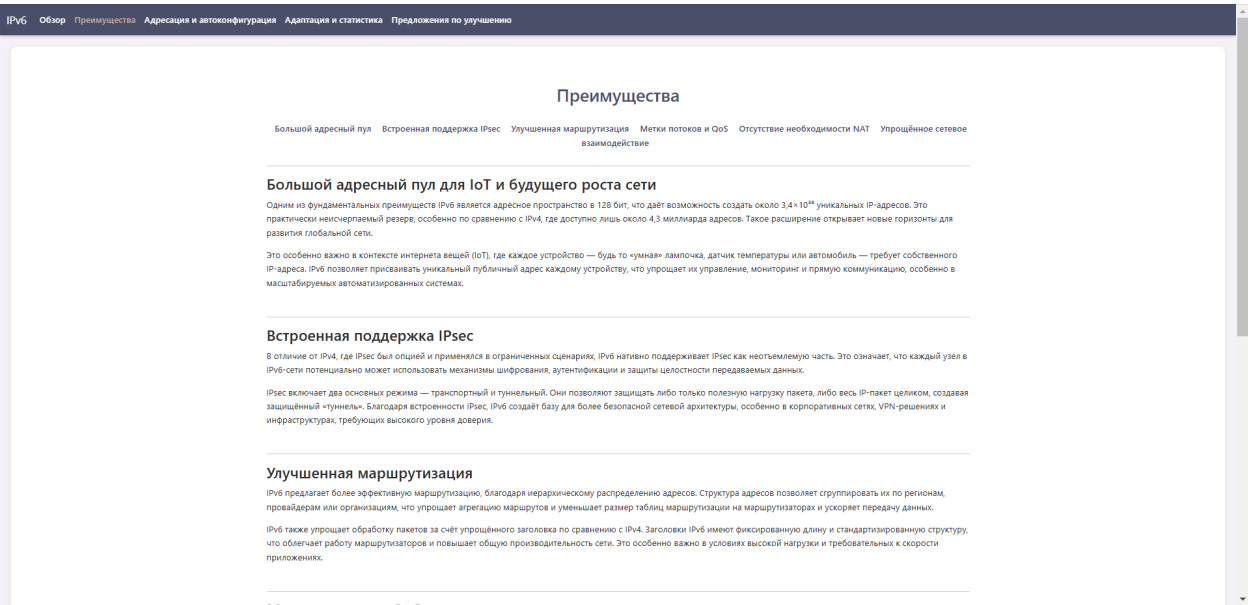 IPv6 Обзор Преимущества Адресация и автоконфигурация Адаптация и статистика Предложения по улучшению
Преимущества
Большой адресный пул Встроенная поддержка IPsec Улучшенная маршрутизация Метки потоков и QoS Отсутствие необходимости NAT Упрощённое сетевое
взаимодействие
Большой адресный пул для IoT и будущего роста сети
Одним из фундаментальных преимуществ IPv6 является адресное пространство в 128 бит, что даёт возможность создать около 3,4×10³⁸ уникальных IP-адресов. Это
практически неисчерпаемый резерв, особенно по сравнению с IPv4, где доступно лишь около 4,3 миллиарда адресов. Такое расширение открывает новые горизонты для
развития глобальной сети.
Это особенно важно в контексте интернета вещей (IoT), где каждое устройство — будь то «умная» лампочка, датчик температуры или автомобиль — требует собственного
IP-адреса. IPv6 позволяет присваивать уникальный публичный адрес каждому устройству, что упрощает их управление, мониторинг и прямую коммуникацию, особенно в
масштабируемых автоматизированных системах.
Встроенная поддержка IPsec
В отличие от IPv4, где IPsec был опцией и применялся в ограниченных сценариях, IPv6 нативно поддерживает IPsec как неотъемлемую часть. Это означает, что каждый узел в
IPv6-сети потенциально может использовать механизмы шифрования, аутентификации и защиты целостности передаваемых данных.
IPsec включает два основных режима — транспортный и туннельный. Они позволяют защищать либо только полезную нагрузку пакета, либо весь IP-пакет целиком, создавая
защищённый «туннель». Благодаря встроенности IPsec, IPv6 создаёт базу для более безопасной сетевой архитектуры, особенно в корпоративных сетях, VPN-решениях и
инфраструктурах, требующих высокого уровня доверия.
Улучшенная маршрутизация
IPv6 предлагает более эффективную маршрутизацию, благодаря иерархическому распределению адресов. Структура адресов позволяет сгруппировать их по регионам,
провайдерам или организациям, что упрощает агрегацию маршрутов и уменьшает размер таблиц маршрутизации на маршрутизаторах и ускоряет передачу данных.
IPv6 также упрощает обработку пакетов за счёт упрощённого заголовка по сравнению с IPv4. Заголовки IPv6 имеют фиксированную длину и стандартизированную структуру,
что облегчает работу маршрутизаторов и повышает общую производительность сети. Это особенно важно в условиях высокой нагрузки и требовательных к скорости
приложениях.